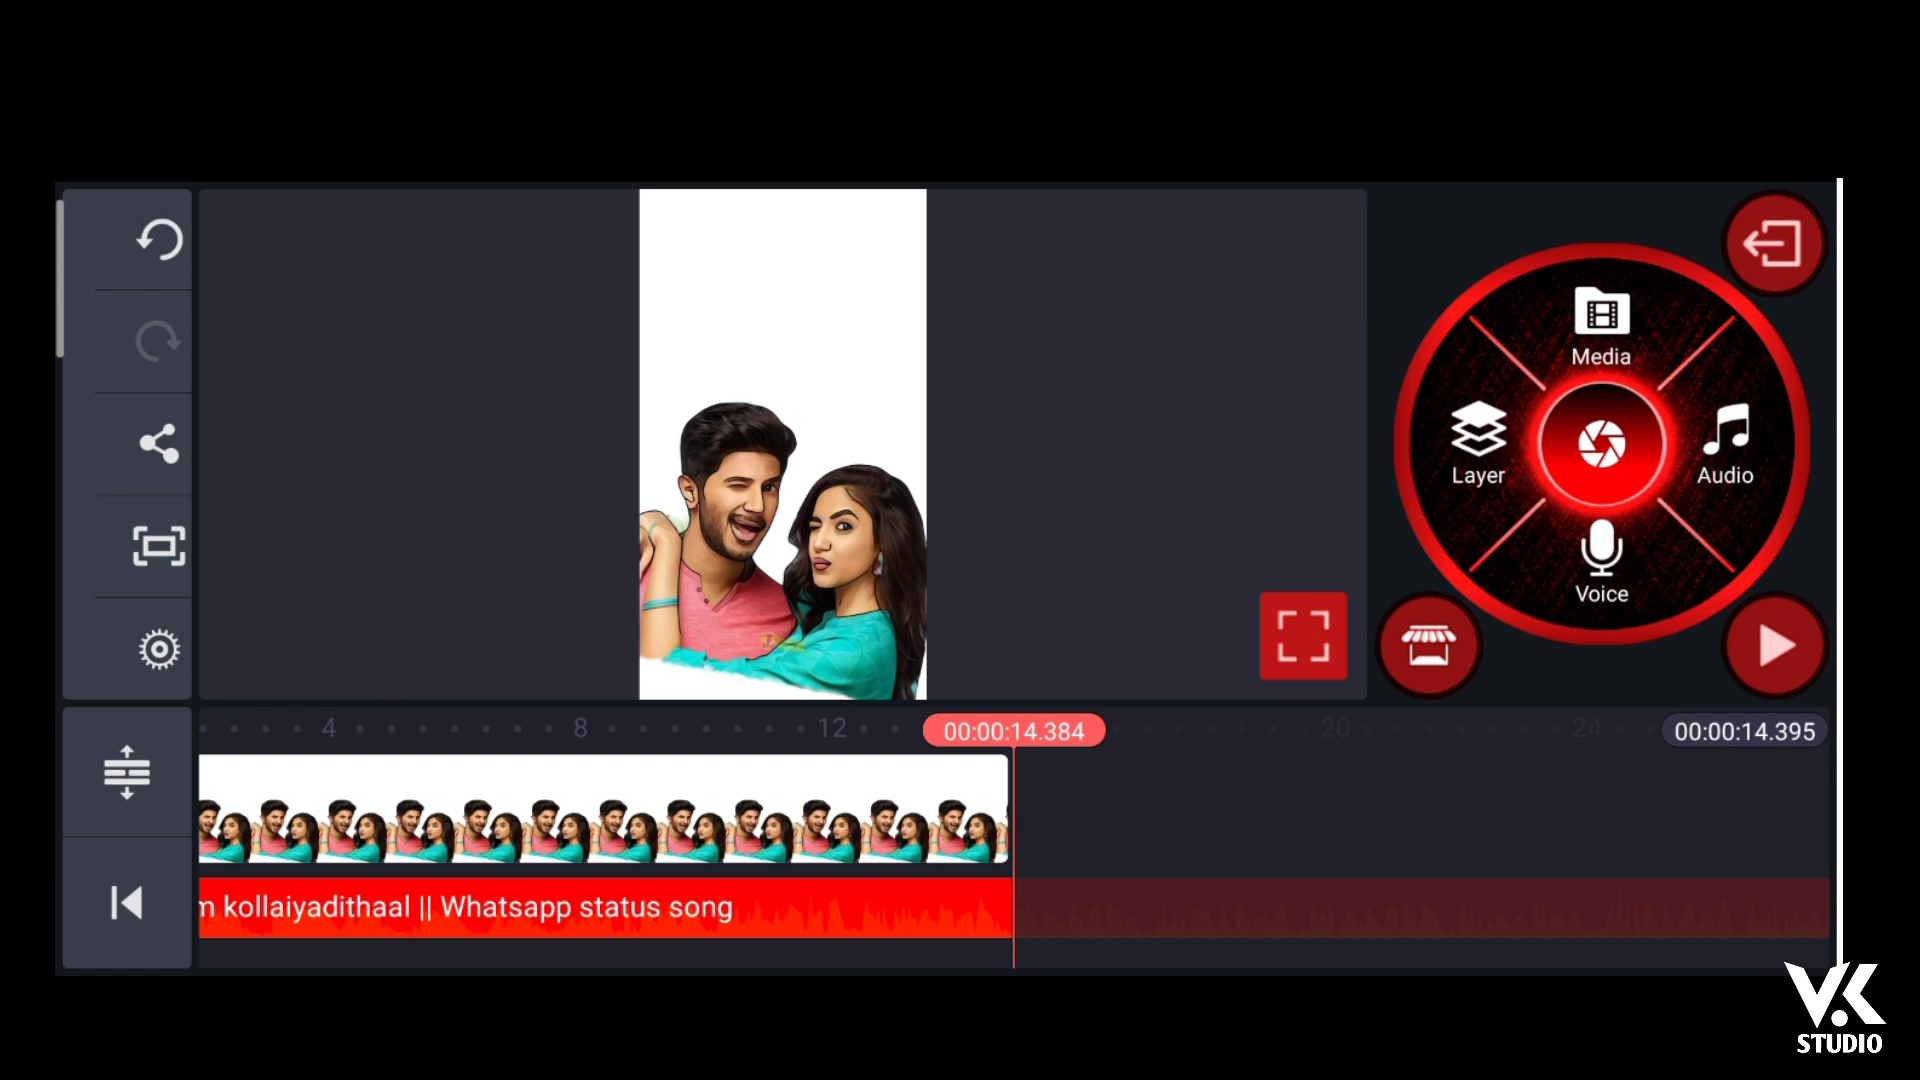 Media
Layer
Audio
Voice
4
8
12
00:00:14.384
20
24
00:00:14.395
m kollaiyadithaal || Whatsapp status song
VK
STUDIO